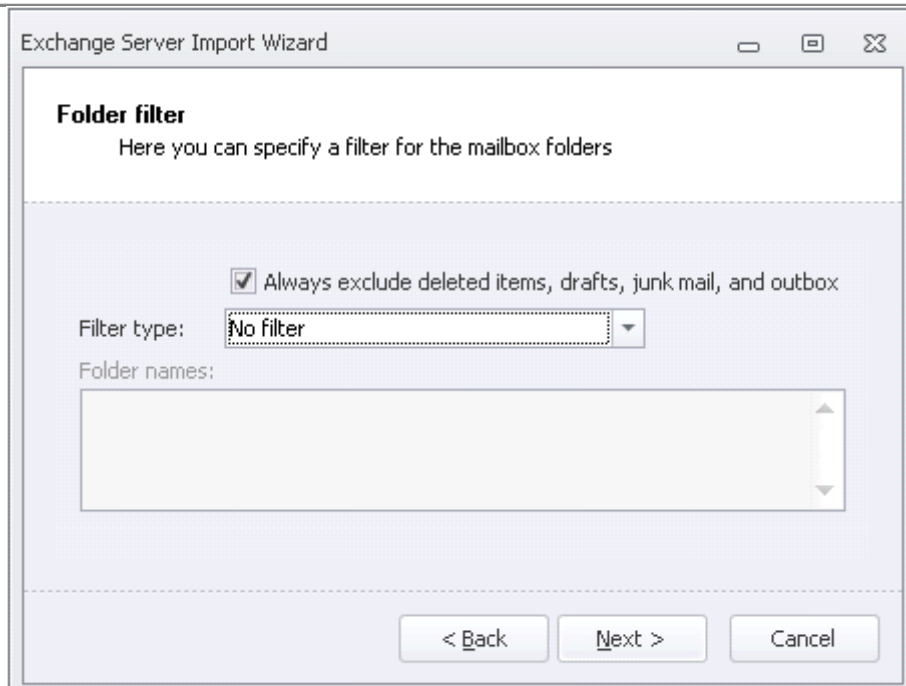 Exchange Server Import Wizard
Folder filter
Here you can specify a filter for the mailbox folders
Always exclude deleted items, drafts, junk mail, and outbox
Filter type: No filter
Folder names:
< Back Next > Cancel